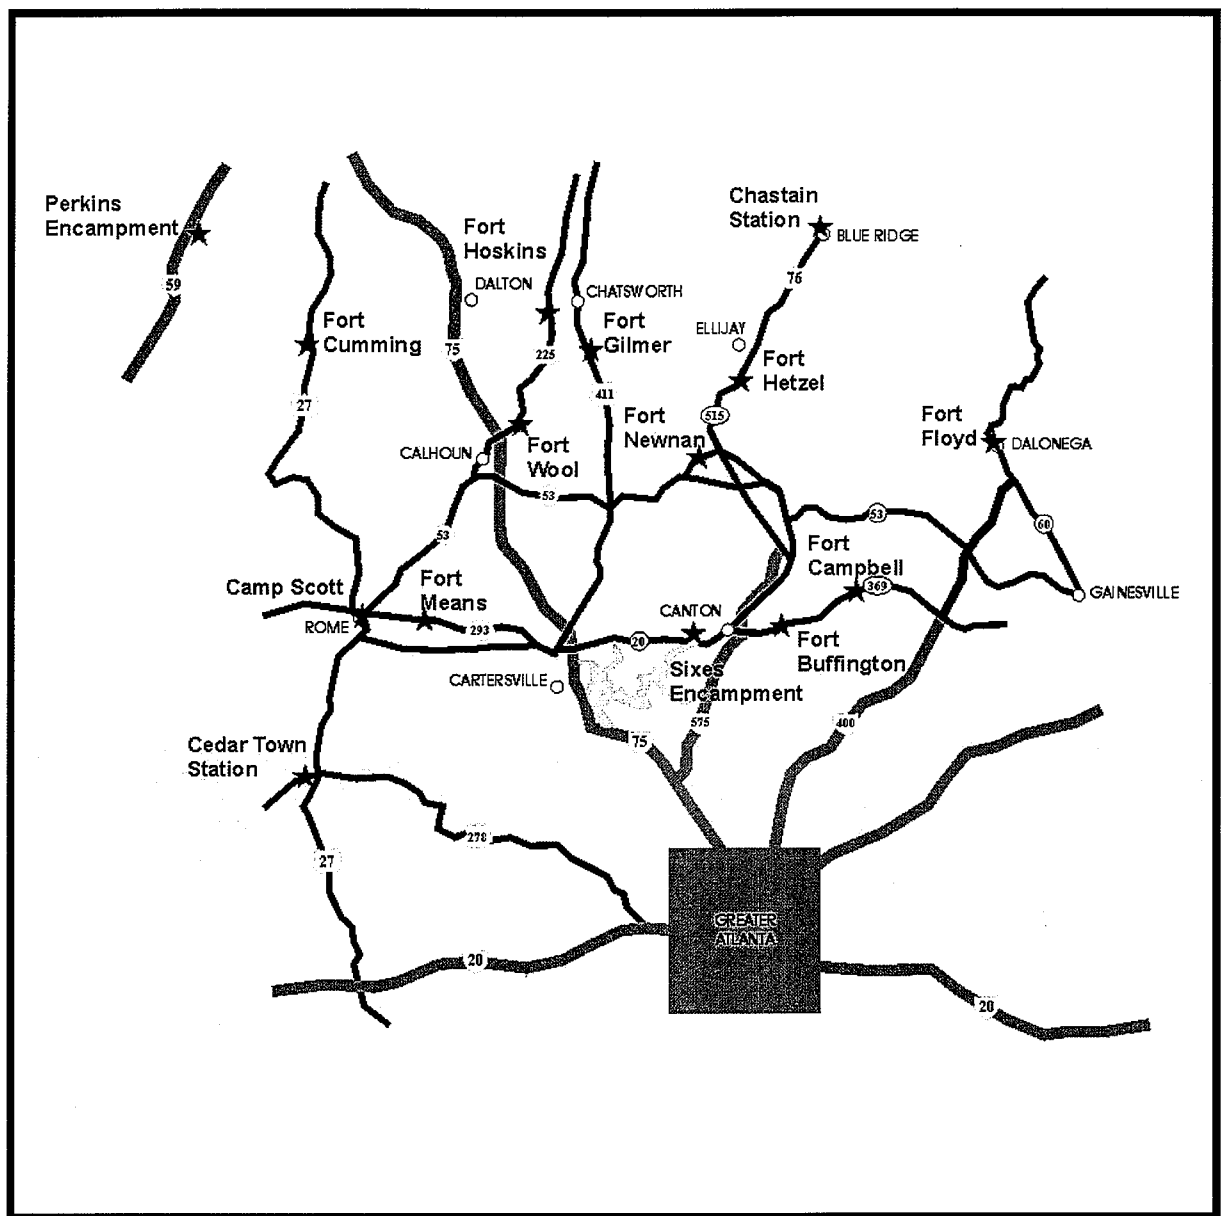 Chastain
Station
Perkins
Encampment
Fort
Hoskins
BLUE RIDGE
59
DALTON
CHATSWORTH
76
Fort
Cumming
75
225
Fort
Gilmer
ELLIJAY
Fort
Hetzel
27
411
515
Fort
Newnan
Fort
Floyd
DALONEGA
CALHOUN
Fort
Wool
53
53
53
60
Fort
Campbell
369
GAINESVILLE
Camp Scott
Fort
Means
ROME
293
CANTON
20
Fort
Buffington
CARTERSVILLE
Sixes
Encampment
575
400
75
Cedar Town
Station
278
27
GREATER
ATLANTA
20
20